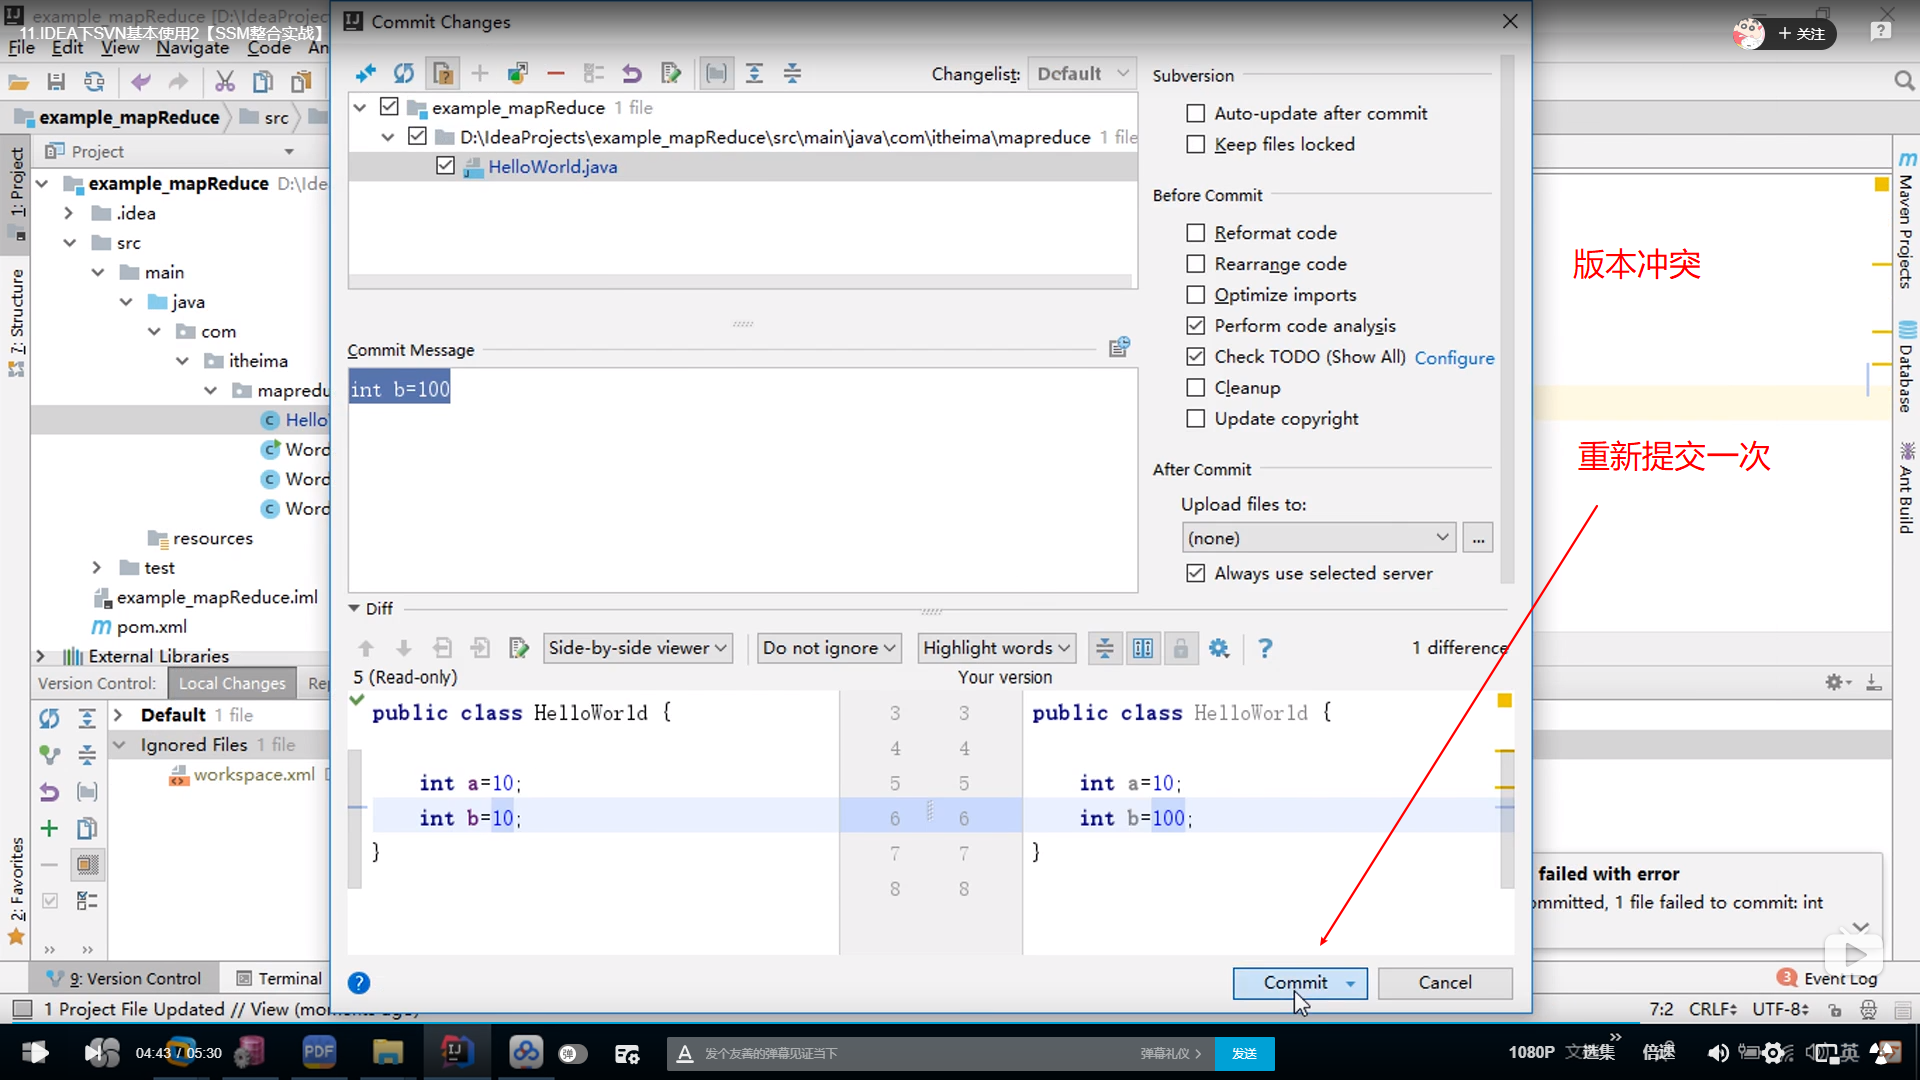 example_mapReduce [D:\IdeaProjec
11.IDEA下SVN基本使用2【SSM整合实战】
File Edit View Navigate Code An
Commit Changes
+ 关注
Changelist: Default
example_mapReduce 1 file
D:\IdeaProjects\example_mapReduce\src\main\java\com\itheima\mapreduce 1 file
HelloWorld.java
Subversion
Auto-update after commit
Keep files locked
Before Commit
Reformat code
Rearrange code
Optimize imports
Perform code analysis
Check TODO (Show All) Configure
Cleanup
Update copyright
After Commit
Upload files to:
(none)
...
Always use selected server
Commit Message
int b=100
example_mapReduce src
Project
1: Project
7: Structure
2: Favorites
example_mapReduce D:\Ide
.idea
src
main
java
com
itheima
mapredu
Hello
Word
Word
Word
resources
test
example_mapReduce.iml
pom.xml
External Libraries
Version Control: Local Changes Rep
Default 1 file
Ignored Files 1 file
workspace.xml
Diff
Side-by-side viewer Do not ignore Highlight words 1 difference
5 (Read-only) Your version
public class HelloWorld { 3 3 public class HelloWorld {
4 4
int a=10; 5 5 int a=10;
int b=10; 6 6 int b=100;
} 7 7 }
8 8
Commit Cancel
版本冲突
重新提交一次
Maven Projects
Database
Ant Build
failed with error
ommitted, 1 file failed to commit: int
9: Version Control Terminal
3 Event Log
1 Project File Updated // View (moments ago)
7:2 CRLF UTF-8
04:43 / 05:30
PDF
弹
发个友善的弹幕见证当下
弹幕礼仪
发送
1080P
选集
倍速
英